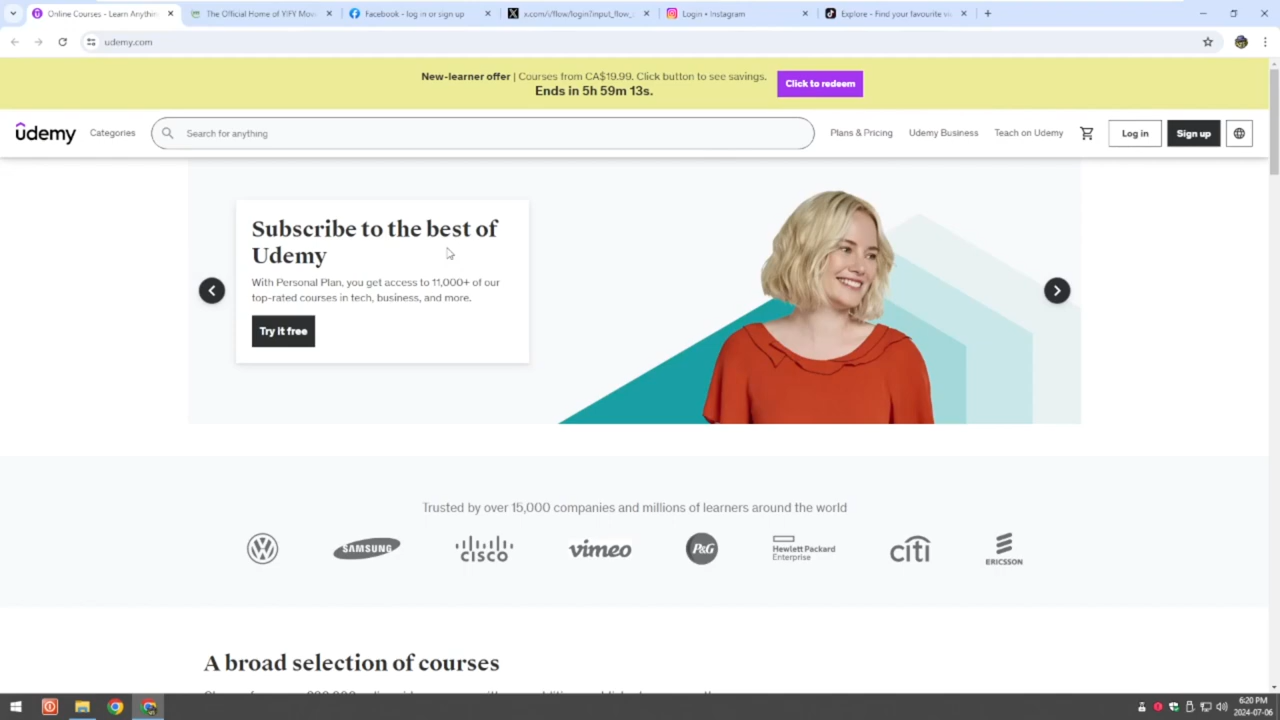 Online Courses - Learn Anythin
The Official Home of YIFY Mov
Facebook - log in or sign up
x.com/i/flow/login?input_flow_
Login • Instagram
Explore - Find your favourite vi
udemy.com
New-learner offer | Courses from CA$19.99. Click button to see savings.
Ends in 5h 59m 13s.
Click to redeem
ûdemy
Categories
Search for anything
Plans & Pricing
Udemy Business
Teach on Udemy
Log in
Sign up
Subscribe to the best of
Udemy
With Personal Plan, you get access to 11,000+ of our
top-rated courses in tech, business, and more.
Try it free
Trusted by over 15,000 companies and millions of learners around the world
SAMSUNG
CISCO
vimeo
P&G
Hewlett Packard
Enterprise
citi
ERICSSON
A broad selection of courses
6:20 PM
2024-07-06